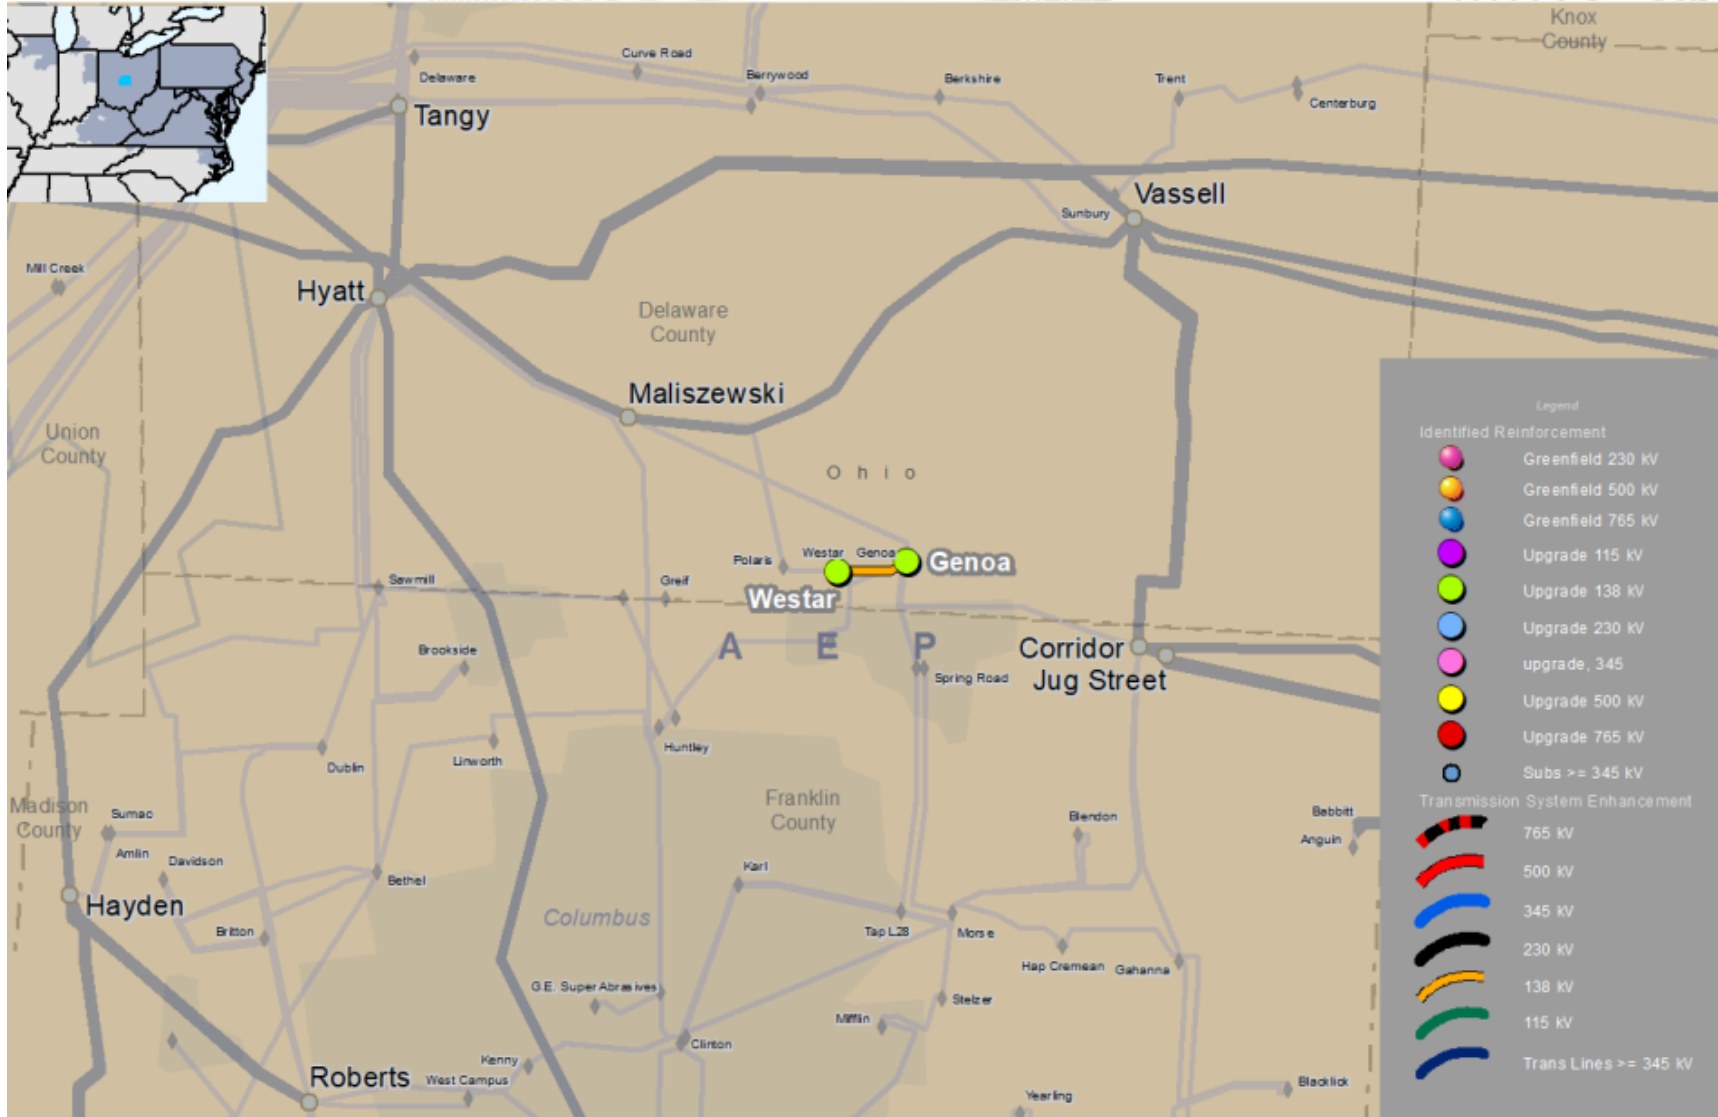 Knox
County
Curve Road
Delaware
Berrywood
Berkshire
Trent
Centerburg
Tangy
Vassell
Sunbury
Mill Creek
Hyatt
Delaware
County
Maliszewski
Union
County
Ohio
Polaris
Westar
Genoa
Genoa
Westar
Sawmill
Greif
AEP
Brookside
Corridor
Jug Street
Spring Road
Dublin
Linworth
Huntley
Madison
County
Sumac
Amlin
Davidson
Franklin
County
Blendon
Babbitt
Anguin
Karl
Bethel
Hayden
Columbus
Britton
Tap L28
Morse
Hap Cremean
Gahanna
G.E. Super Abrasives
Stelzer
Mifflin
Clinton
Kenny
Roberts
West Campus
Yearling
Blacklick
Legend
Identified Reinforcement
Greenfield 230 kV
Greenfield 500 kV
Greenfield 765 kV
Upgrade 115 kV
Upgrade 138 kV
Upgrade 230 kV
upgrade, 345
Upgrade 500 kV
Upgrade 765 kV
Subs >= 345 kV
Transmission System Enhancement
765 kV
500 kV
345 kV
230 kV
138 kV
115 kV
Trans Lines >= 345 kV